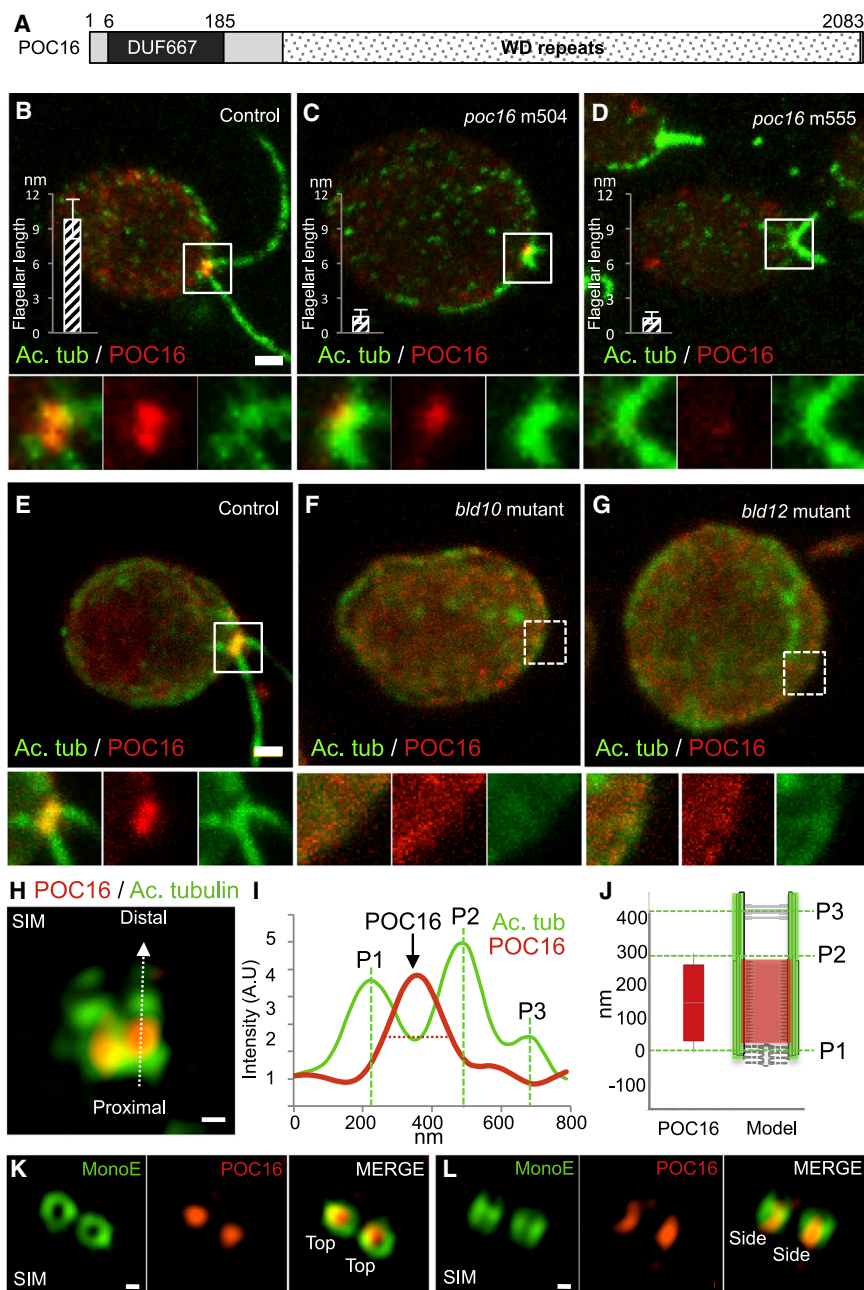 A
1 6 185 2083
POC16 DUF667 WD repeats
B Control
nm
12
9
6
3
0
Flagellar length
Ac. tub / POC16
C poc16 m504
nm
12
9
6
3
0
Flagellar length
Ac. tub / POC16
D poc16 m555
nm
12
9
6
3
0
Flagellar length
Ac. tub / POC16
E Control
Ac. tub / POC16
F bld10 mutant
Ac. tub / POC16
G bld12 mutant
Ac. tub / POC16
H POC16 / Ac. tubulin
SIM
Distal
Proximal
I
POC16 P2 Ac. tub
POC16
P1
P3
5
4
3
2
1
Intensity (A.U)
0 200 400 600 800
nm
J
400
300
200
100
0
-100
nm
P3
P2
P1
POC16 Model
K MonoE POC16 MERGE
Top
Top
SIM
L MonoE POC16 MERGE
Side
Side
SIM